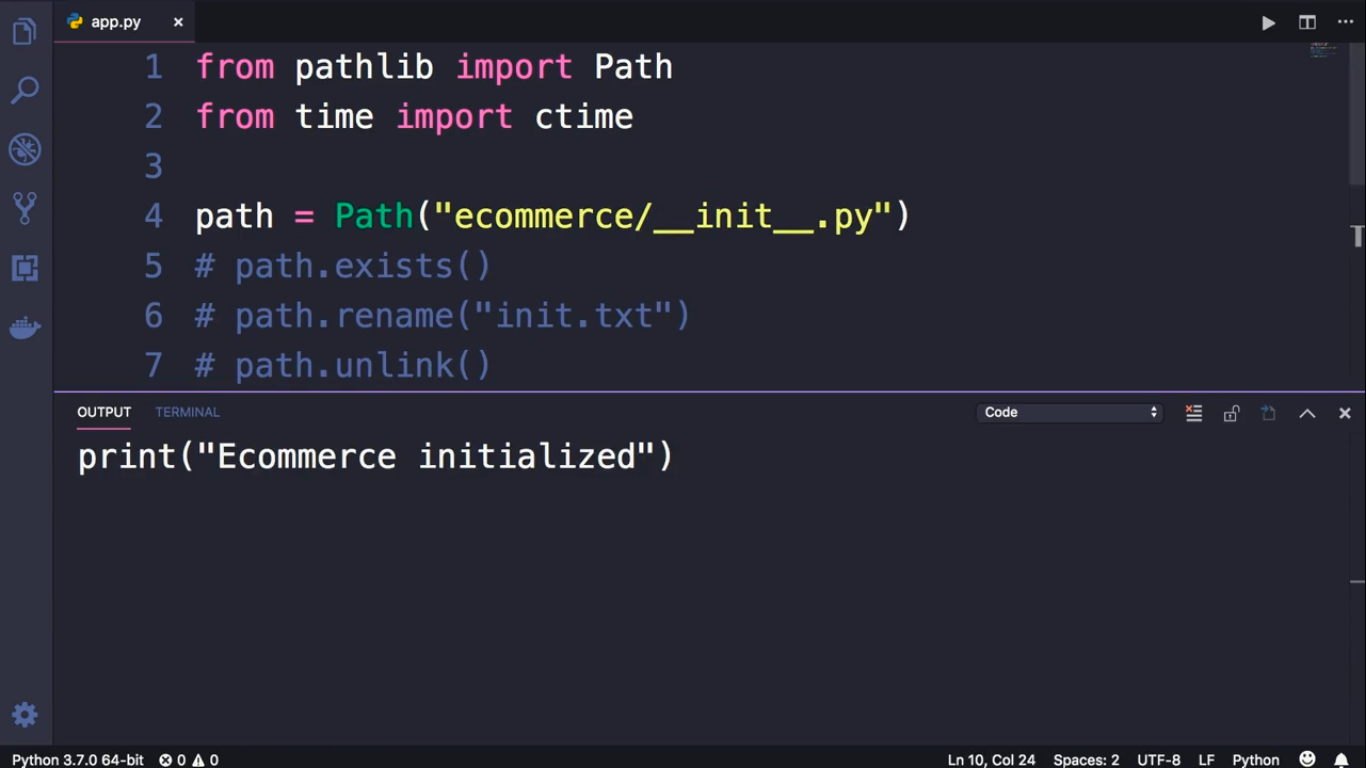 app.py
1 from pathlib import Path
2 from time import ctime
3
4 path = Path("ecommerce/__init__.py")
5 # path.exists()
6 # path.rename("init.txt")
7 # path.unlink()
OUTPUT TERMINAL Code
print("Ecommerce initialized")
Python 3.7.0 64-bit 0 0 Ln 10, Col 24 Spaces: 2 UTF-8 LF Python